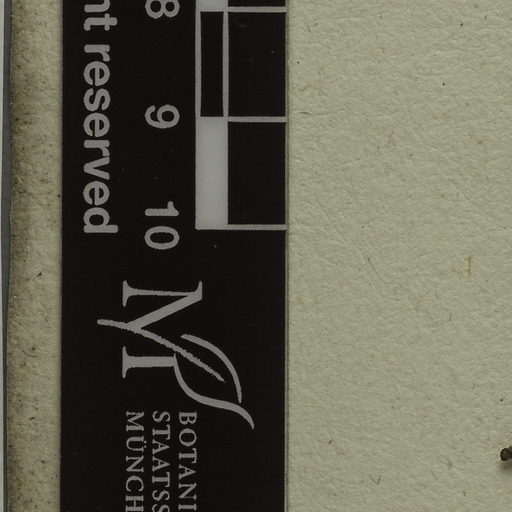 nt reserved
8 9 10
M
BOTANI
STAATSS
MÜNCH